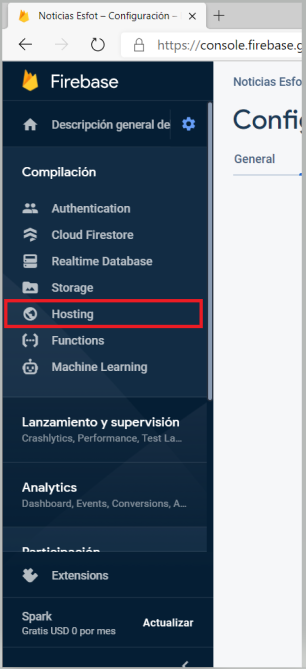 Noticias Esfot – Configuración –
https://console.firebase.g
Firebase
Noticias Esfot
Descripción general de
Config
Compilación
General
Authentication
Cloud Firestore
Realtime Database
Storage
Hosting
Functions
Machine Learning
Lanzamiento y supervisión
Crashlytics, Performance, Test La...
Analytics
Dashboard, Events, Conversions, A...
Participación
Extensions
Spark
Gratis USD 0 por mes
Actualizar